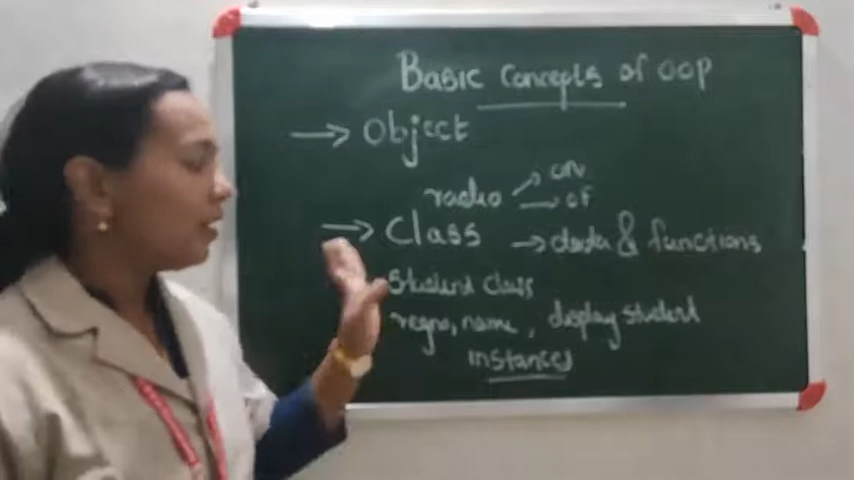 Basic Concepts of OOP
→ Object
radio → on
→ of
→ Class → data & functions
Student Class
regno, name, display student
instances